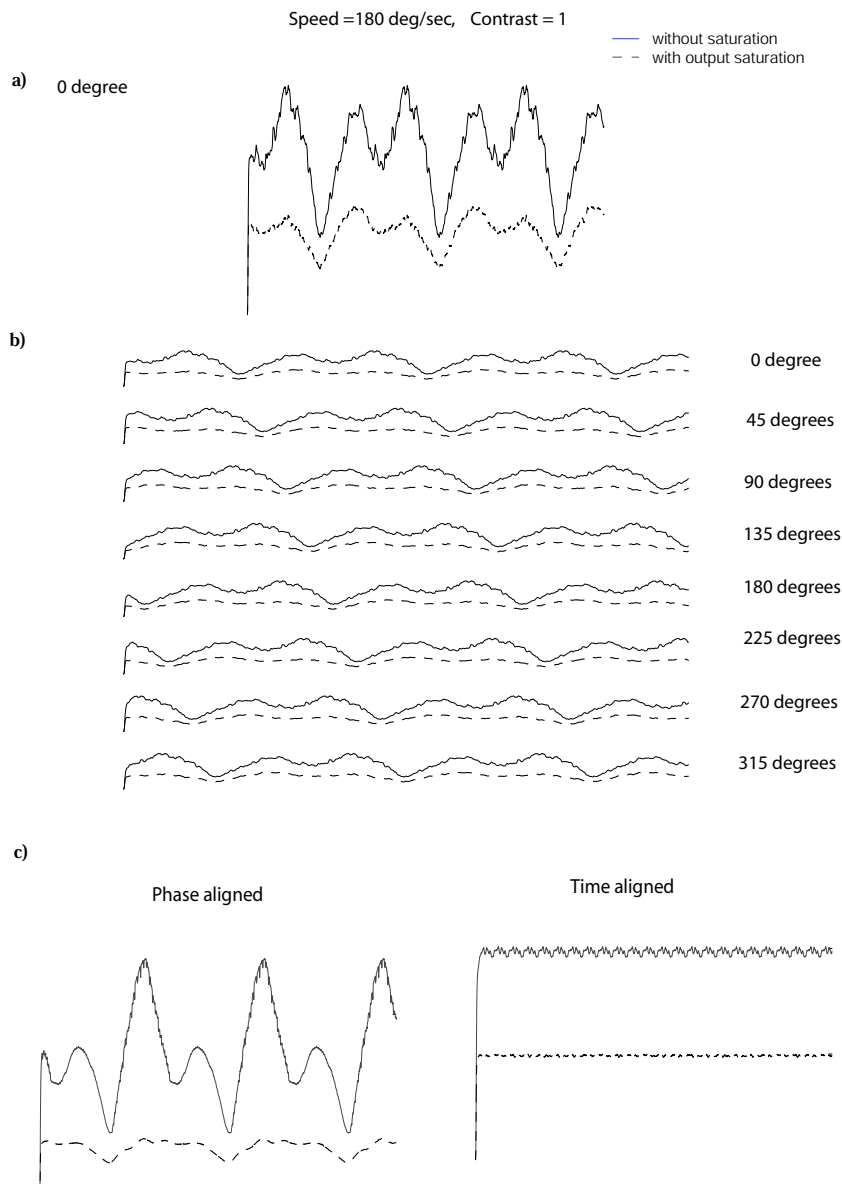 Speed =180 deg/sec, Contrast = 1
without saturation
with output saturation
a)
0 degree
b)
0 degree
45 degrees
90 degrees
135 degrees
180 degrees
225 degrees
270 degrees
315 degrees
c)
Phase aligned
Time aligned